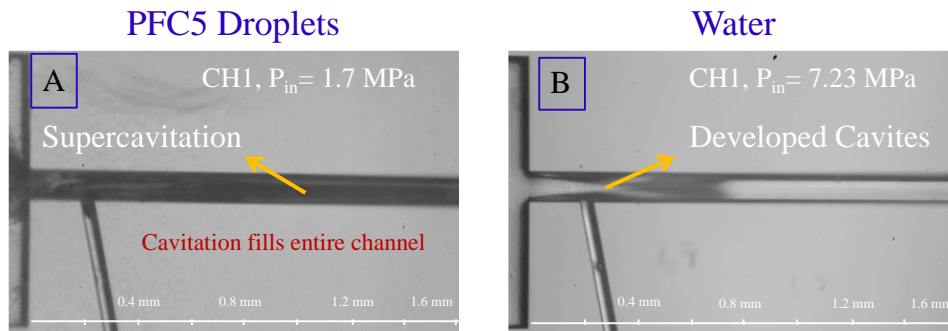 PFC5 Droplets
Water
A
CH1, Pin= 1.7 MPa
Supercavitation
Cavitation fills entire channel
0.4 mm
0.8 mm
1.2 mm
1.6 mm
B
CH1, Pin= 7.23 MPa
Developed Cavites
0.4 mm
0.8 mm
1.2 mm
1.6 mm